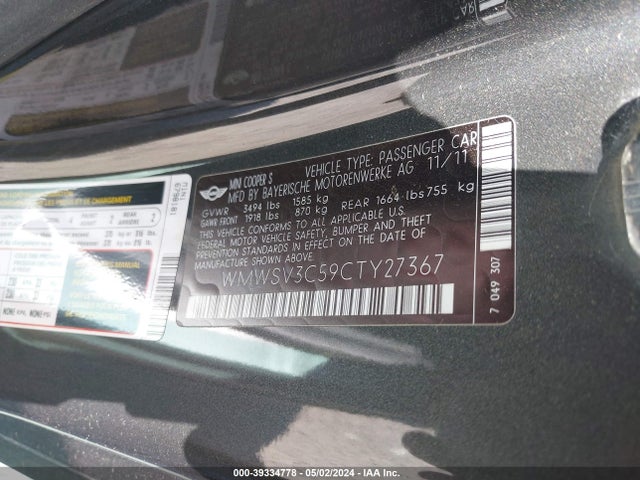 MINI COOPER S VEHICLE TYPE: PASSENGER CAR
MFD BY BAYERISCHE MOTORENWERKE AG 11/11
GVWR 3494 lbs 1585 kg
GAWR FRONT 1918 lbs 870 kg REAR 1664 lbs 755 kg
THIS VEHICLE CONFORMS TO ALL APPLICABLE U.S.
FEDERAL MOTOR VEHICLE SAFETY, BUMPER, AND THEFT
PREVENTION STANDARDS IN EFFECT ON THE DATE OF
MANUFACTURE SHOWN ABOVE.
WMWSV3C59CTY27367
7 049 307
MINI
6798181
BROKER: 39334778 - 05/02/2024 - IAA Inc.